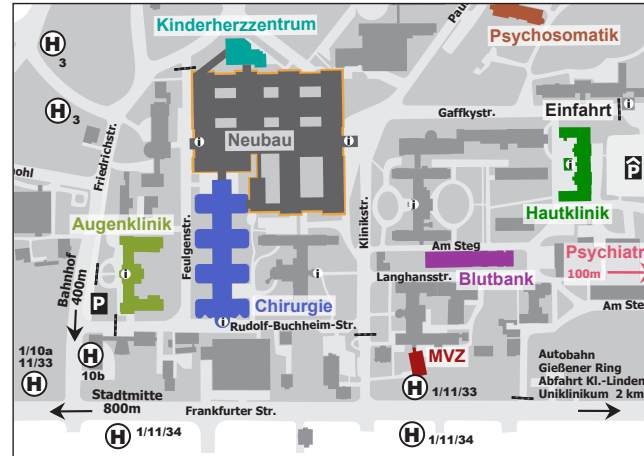 Kinderherzzentrum
Psychosomatik
H
3
H
3
Gaffkystr.
Einfahrt
i
Friedrichstr.
i
Neubau
i
i
P
Augenklinik
Feulgenstr.
Klinikstr.
i
Hautklinik
Am Steg
Psychiatr
100m
i
i
Langhansstr.
Blutbank
Bahnhof
400m
P
Chirurgie
Am Ste
i
Rudolf-Buchheim-Str.
1/10a
11/33
H
H
10b
MVZ
H
1/11/33
Autobahn
Gießener Ring
Abfahrt Kl.-Linden
Uniklinikum 2 km
Stadtmitte
800m
Frankfurter Str.
H
1/11/34
H
1/11/34